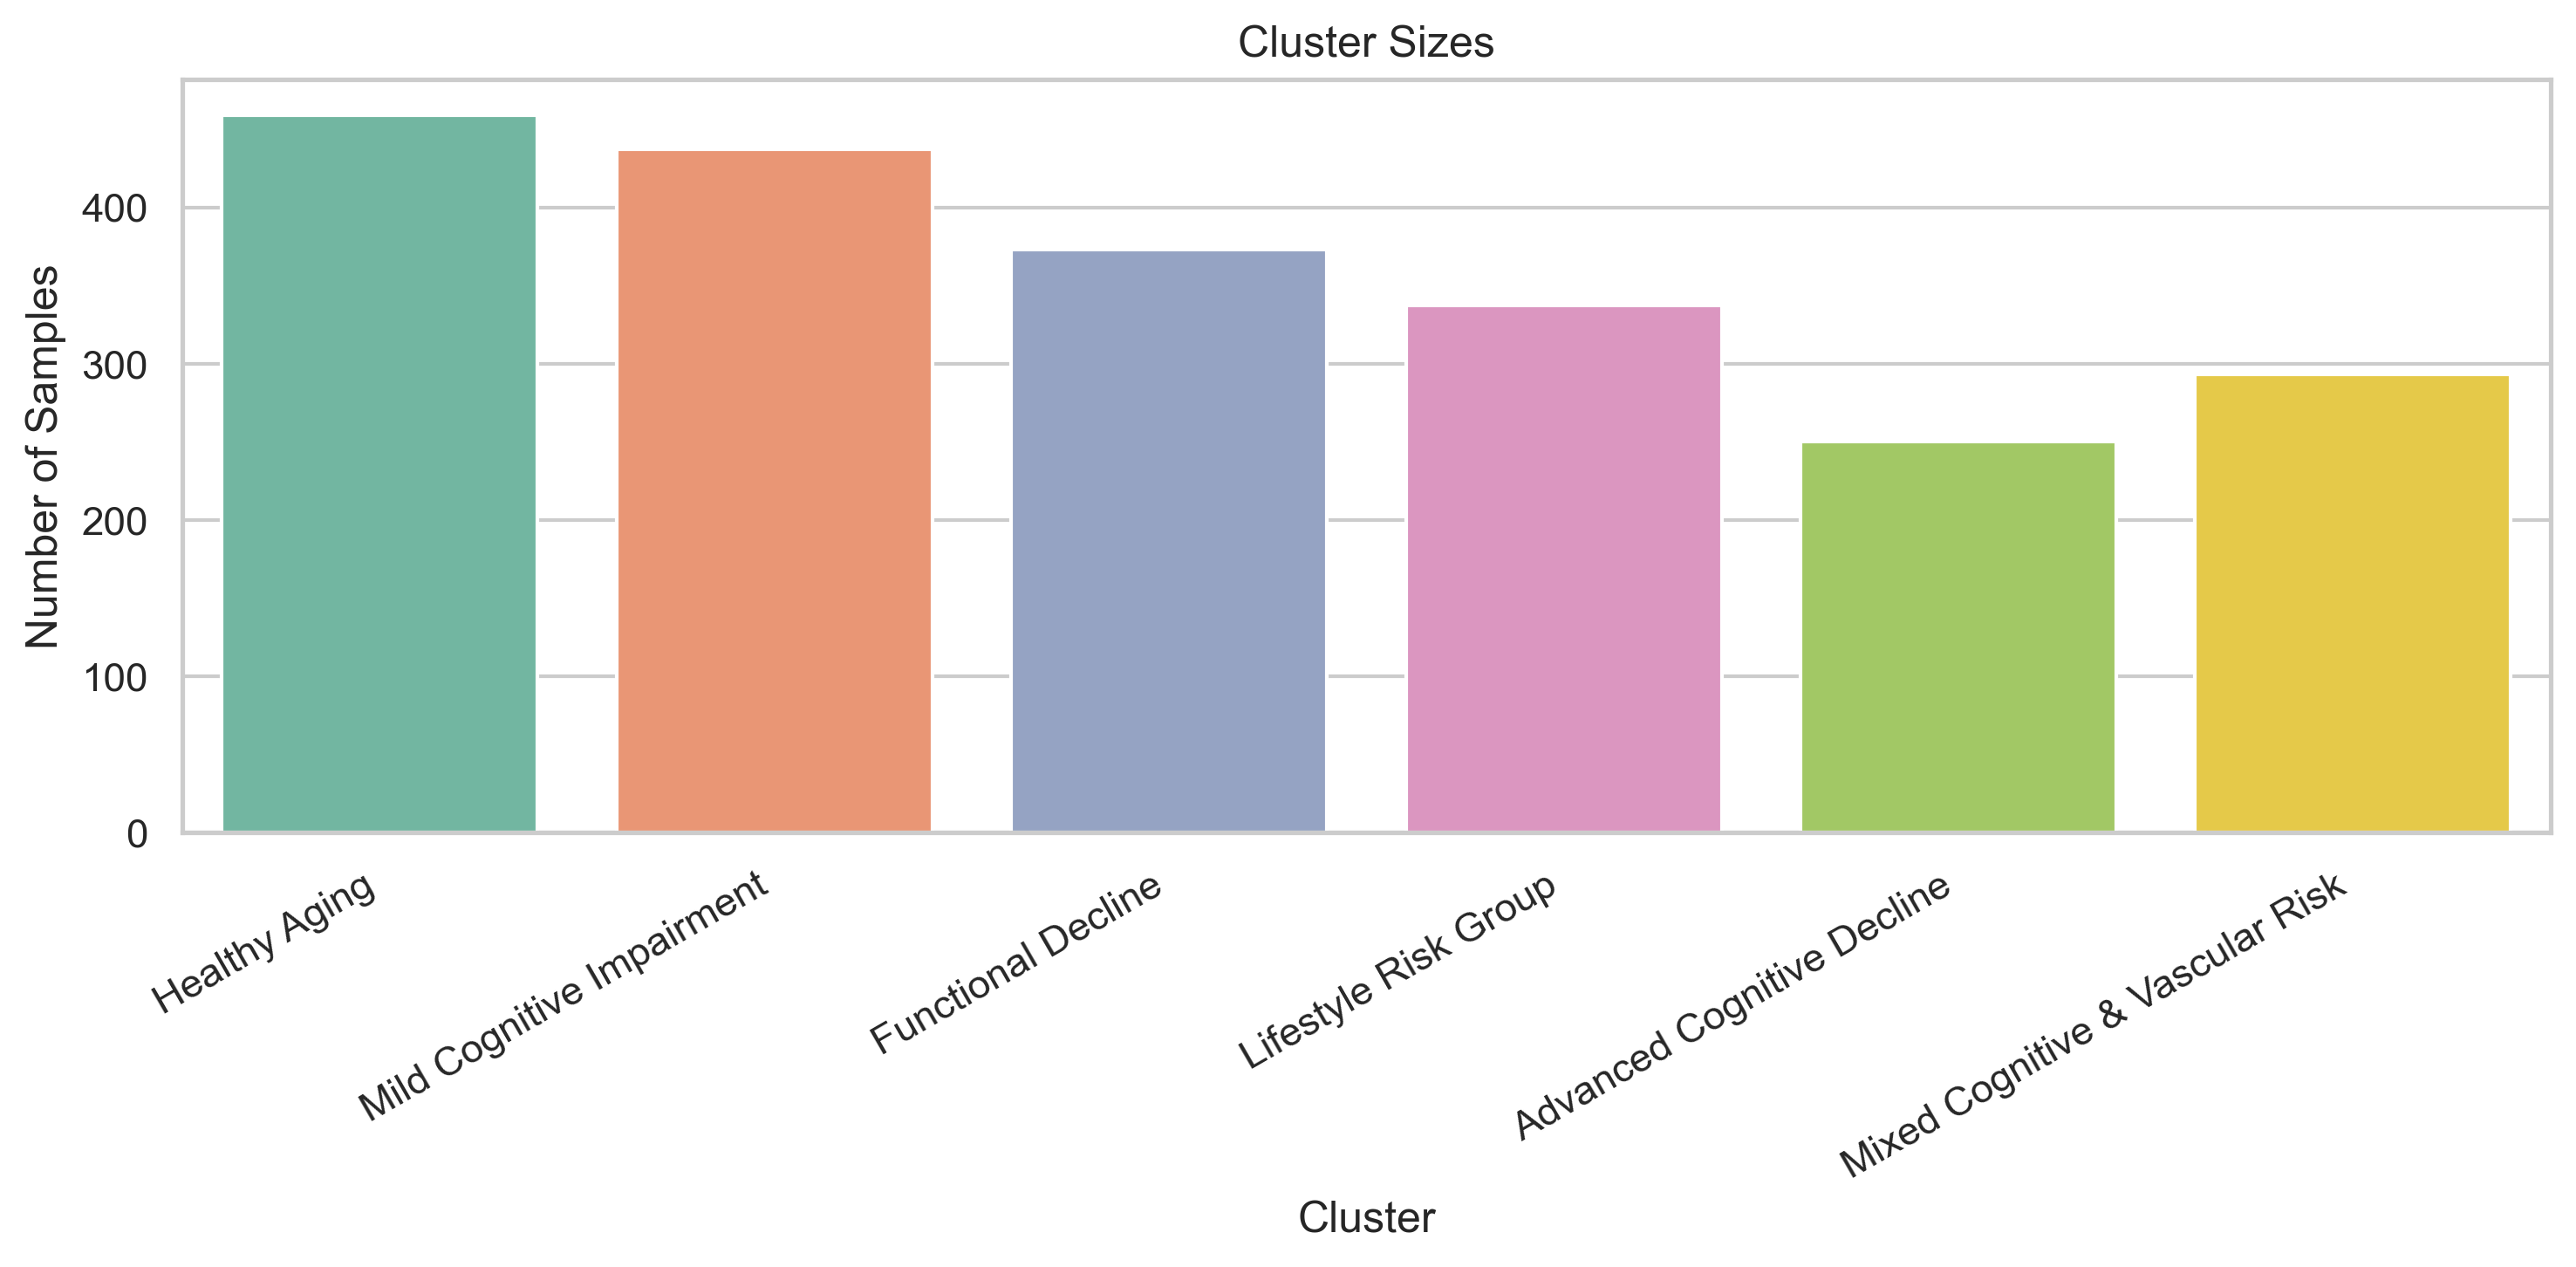 Cluster Sizes
Number of Samples
400
300
200
100
0
Healthy Aging
Mild Cognitive Impairment
Functional Decline
Lifestyle Risk Group
Advanced Cognitive Decline
Mixed Cognitive & Vascular Risk
Cluster